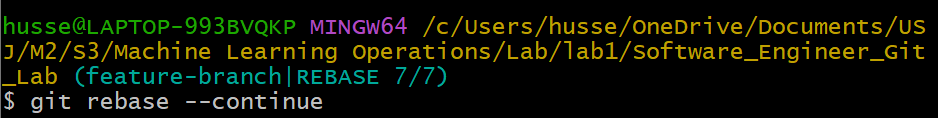 husse@LAPTOP-993BVQKP MINGW64 /c/Users/husse/OneDrive/Documents/US
J/M2/S3/Machine Learning Operations/Lab/lab1/Software_Engineer_Git
_Lab (feature-branch|REBASE 7/7)
$ git rebase --continue